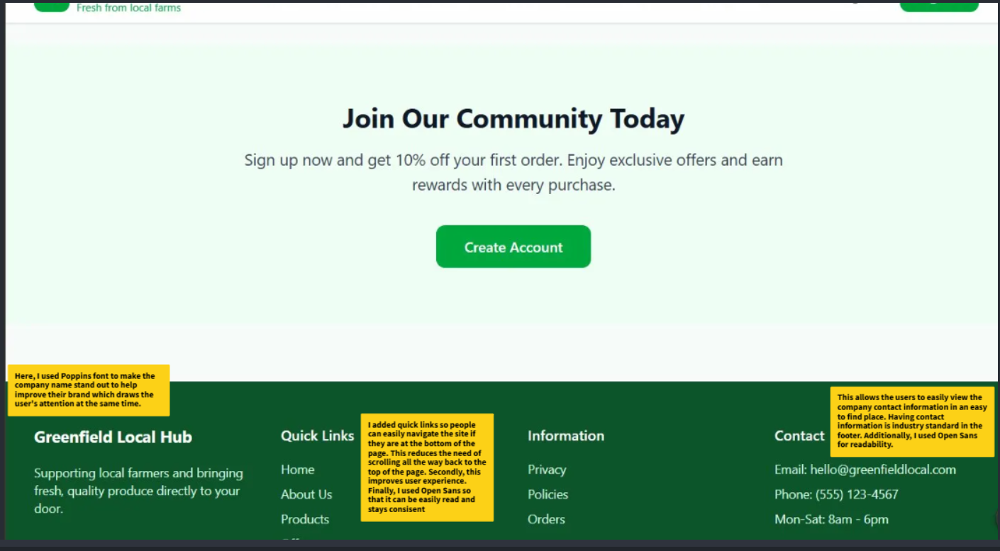 Fresh from local farms
Join Our Community Today
Sign up now and get 10% off your first order. Enjoy exclusive offers and earn
rewards with every purchase.
Create Account
Here, I used Poppins font to make the
company name stand out to help
improve their brand which draws the
user's attention at the same time.
Greenfield Local Hub
Supporting local farmers and bringing
fresh, quality produce directly to your
door.
Quick Links
Home
About Us
Products
I added quick links so people
can easily navigate the site if
they are at the bottom of the
page. This reduces the need of
scrolling all the way back to the
top of the page. Secondly, this
improves user experience.
Finally, I used Open Sans so
that it can be easily read and
stays consisent
Information
Privacy
Policies
Orders
This allows the users to easily view the
company contact information in an easy
to find place. Having contact
information is industry standard in the
footer. Additionally, I used Open Sans
for readability.
Contact
Email: hello@greenfieldlocal.com
Phone: (555) 123-4567
Mon-Sat: 8am - 6pm